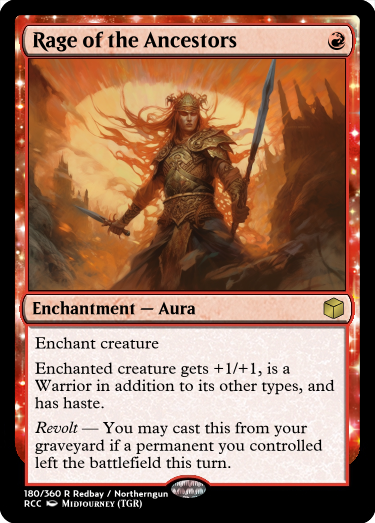 Rage of the Ancestors
Enchantment — Aura
Enchant creature
Enchanted creature gets +1/+1, is a
Warrior in addition to its other types, and
has haste.
Revolt — You may cast this from your
graveyard if a permanent you controlled
left the battlefield this turn.
180/360 R Redbay / Northerngun
RCC Midjourney (TGR)